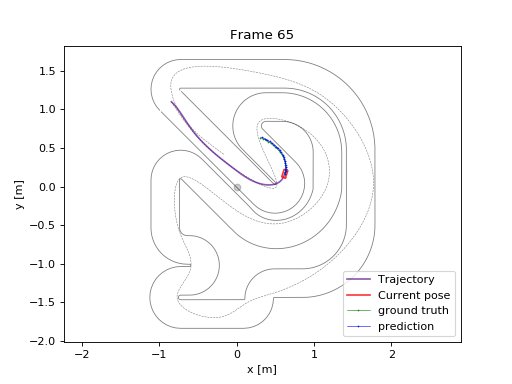 Frame 65
1.5
1.0
0.5
0.0
−0.5
−1.0
−1.5
−2.0
y [m]
−2
−1
0
1
2
x [m]
Trajectory
Current pose
ground truth
prediction